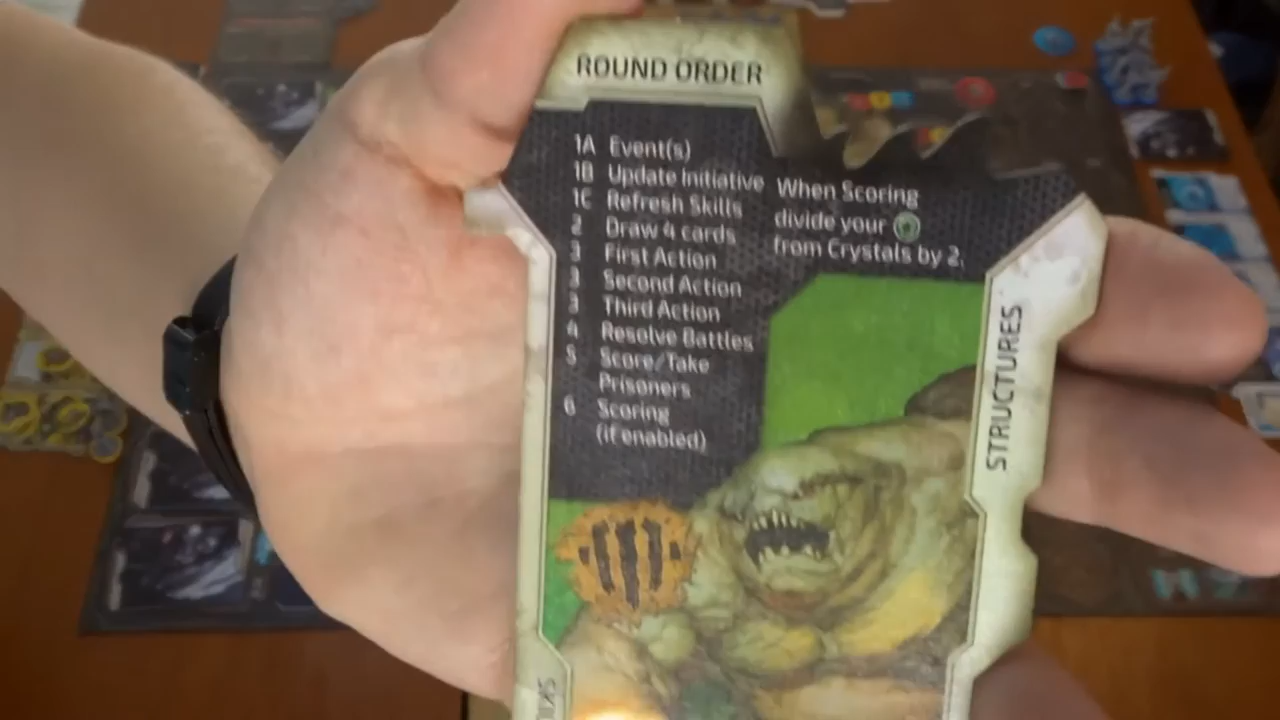 ROUND ORDER
1A Event(s)
1B Update Initiative
1C Refresh Skills
2 Draw 4 cards
3 First Action
3 Second Action
3 Third Action
4 Resolve Battles
5 Score/Take
Prisoners
6 Scoring
(if enabled)
When Scoring
divide your
from Crystals by 2.
STRUCTURES